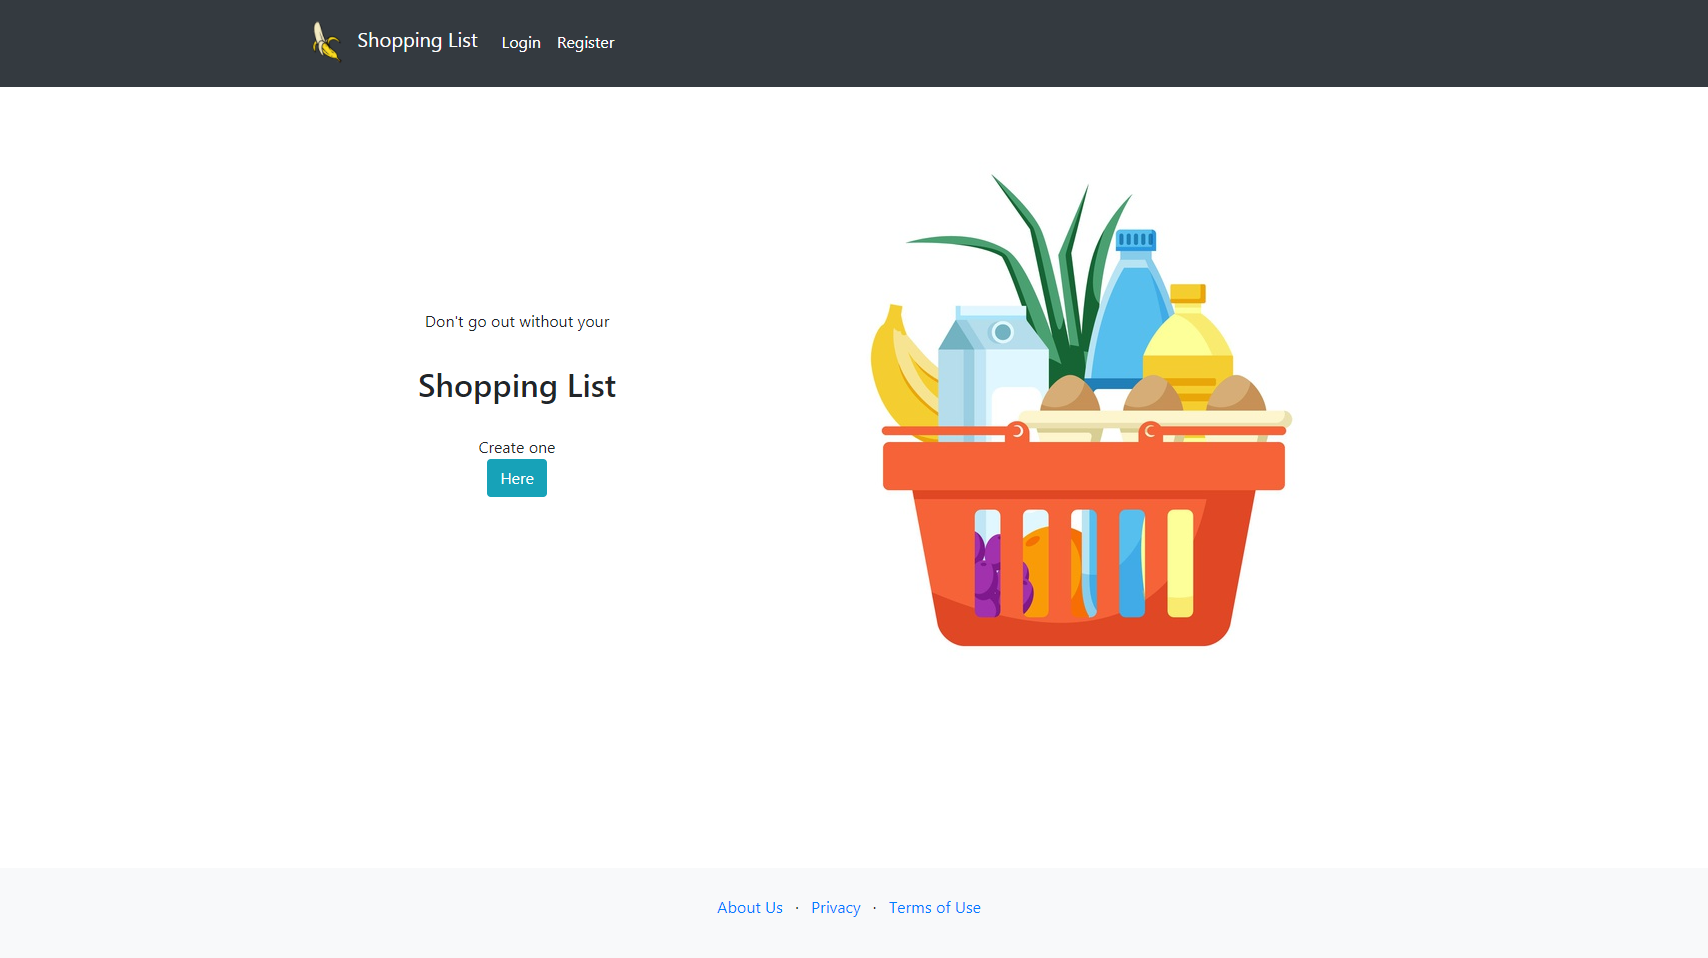 Shopping List Login Register
Don't go out without your
Shopping List
Create one
Here
About Us · Privacy · Terms of Use